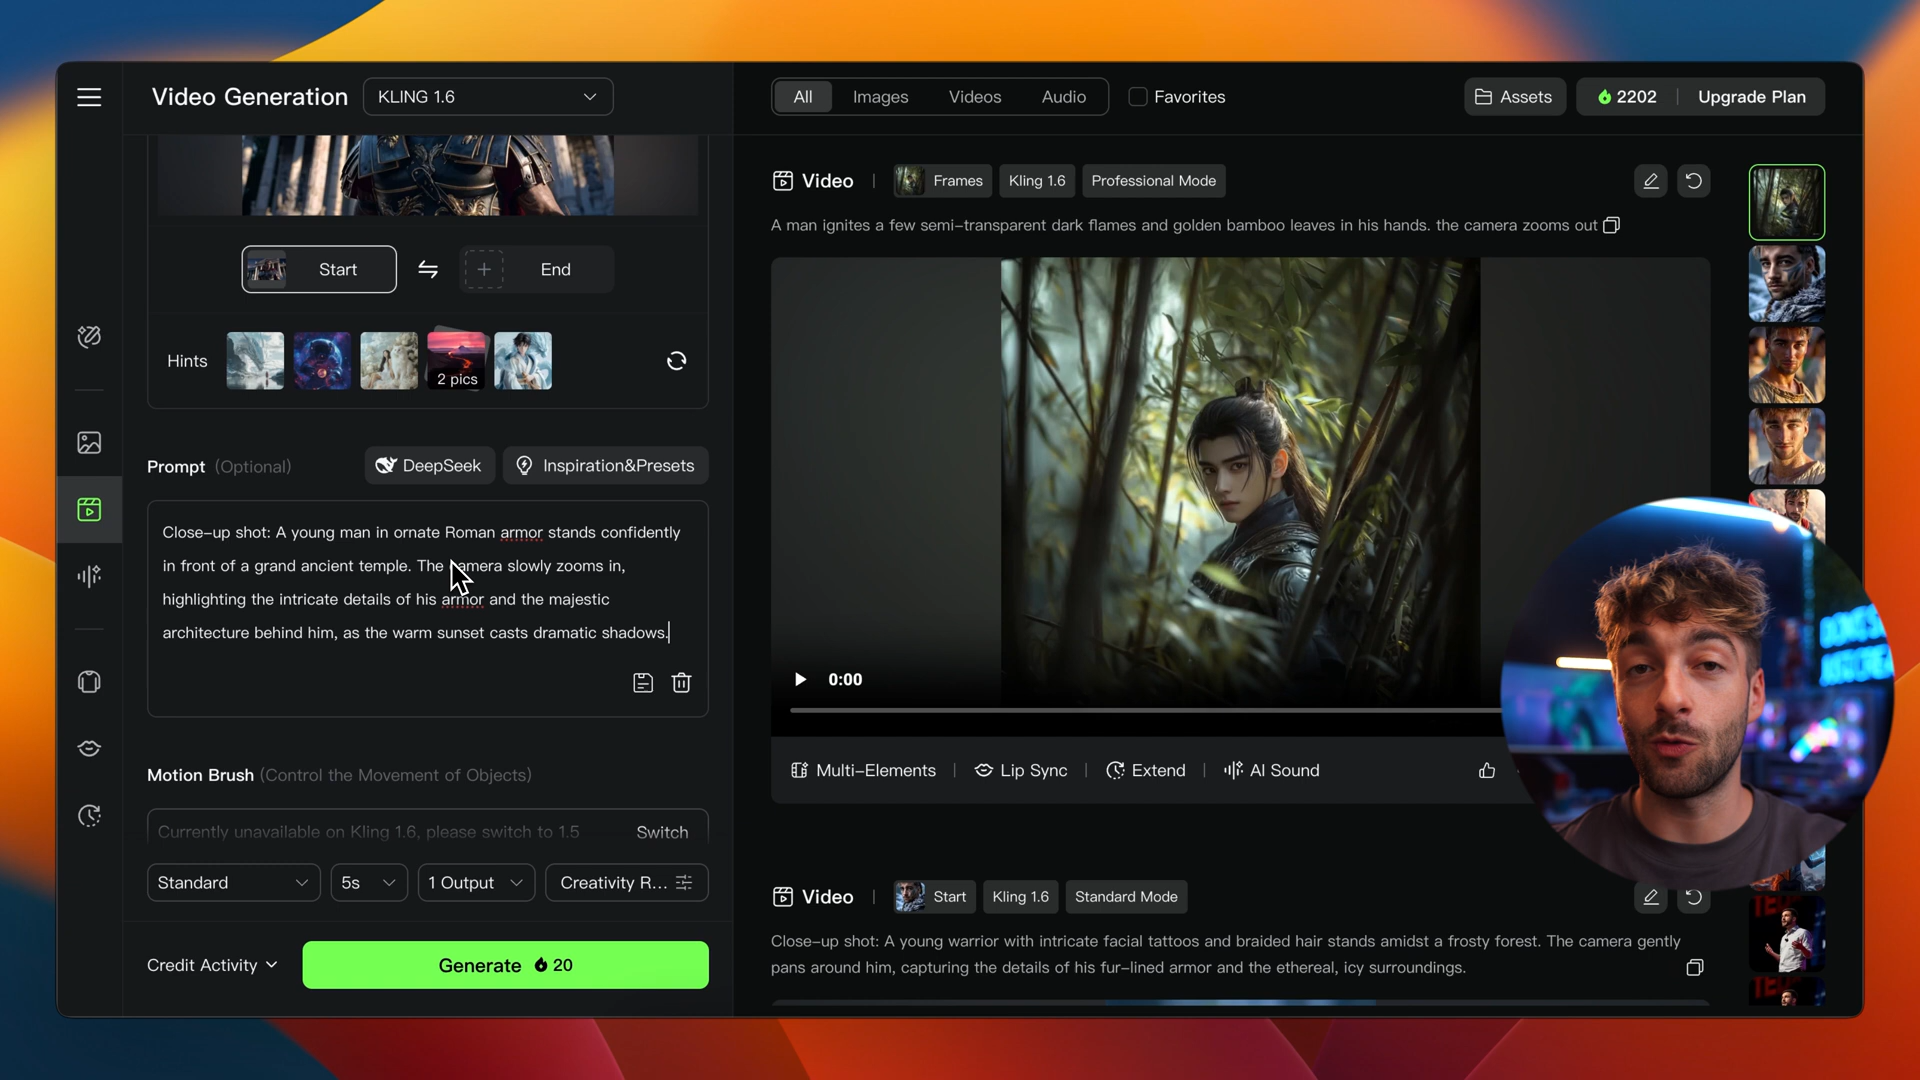 Video Generation
KLING 1.6
All
Images
Videos
Audio
Favorites
Assets
2202
Upgrade Plan
Start
End
Hints
2 pics
Prompt (Optional)
DeepSeek
Inspiration&Presets
Close-up shot: A young man in ornate Roman armor stands confidently
in front of a grand ancient temple. The camera slowly zooms in,
highlighting the intricate details of his armor and the majestic
architecture behind him, as the warm sunset casts dramatic shadows.
Motion Brush (Control the Movement of Objects)
Currently unavailable on Kling 1.6, please switch to 1.5
Switch
Standard
5s
1 Output
Creativity R...
Credit Activity
Generate
20
Video
Frames
Kling 1.6
Professional Mode
A man ignites a few semi-transparent dark flames and golden bamboo leaves in his hands. the camera zooms out
0:00
Multi-Elements
Lip Sync
Extend
AI Sound
Video
Start
Kling 1.6
Standard Mode
Close-up shot: A young warrior with intricate facial tattoos and braided hair stands amidst a frosty forest. The camera gently
pans around him, capturing the details of his fur-lined armor and the ethereal, icy surroundings.